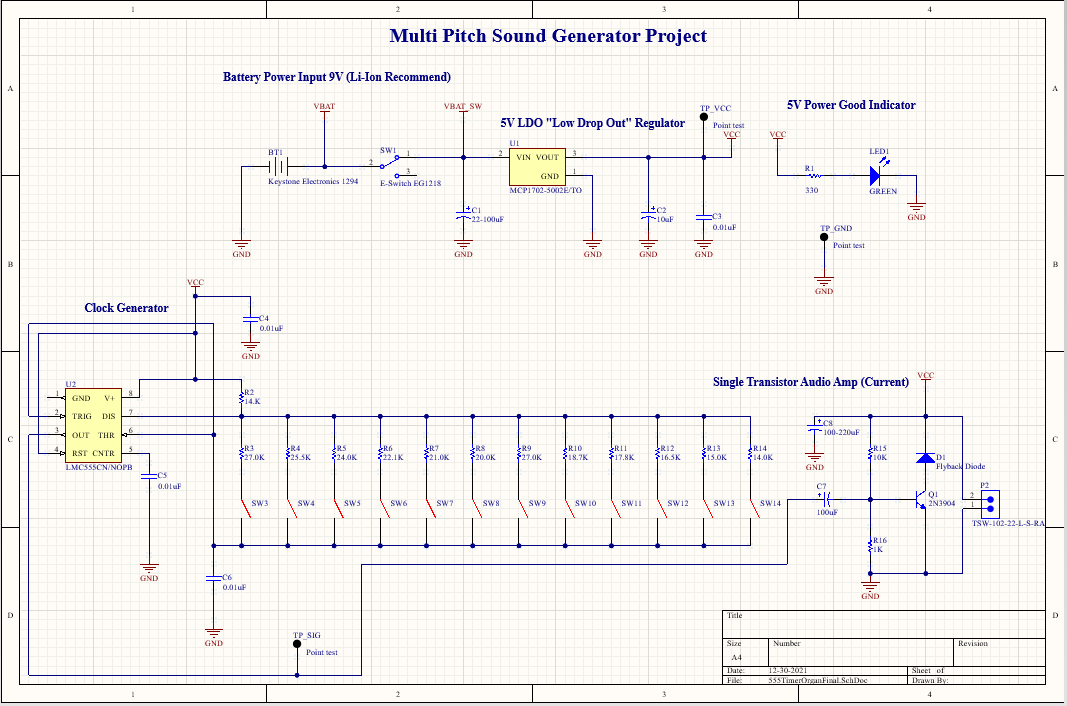 1 2 3 4
Multi Pitch Sound Generator Project
Battery Power Input 9V (Li-Ion Recommend)
A A
VBAT VBAT_SW TP_VCC
5V Power Good Indicator
5V LDO "Low Drop Out" Regulator Point test
VCC VCC
U1
BT1 SW1 1 2 VIN VOUT 3 LED1
2 GND 1 R1
Keystone Electronics 1294 3
E-Switch EG1218 MCP1702-5002E/TO 330 GREEN
C1 C2 C3
22-100uF 10uF 0.01uF
GND
TP_GND
Point test
GND GND GND GND GND
B B
GND
VCC
Clock Generator
C4
0.01uF
GND
Single Transistor Audio Amp (Current)
VCC
U2
1 GND V+ 8
R2
14.K
2 TRIG DIS 7
3 OUT THR 6
4 RST CNTR 5
LMC555CN/NOPB
C C
C8
100-220uF
GND
R3 R4 R5 R6 R7 R8 R9 R10 R11 R12 R13 R14 R15
27.0K 25.5K 24.0K 22.1K 21.0K 20.0K 27.0K 18.7K 17.8K 16.5K 15.0K 14.0K 10K
D1
Flyback Diode
C5
0.01uF
C7
100uF
Q1
2N3904
P2
2
1
SW3 SW4 SW5 SW6 SW7 SW8 SW9 SW10 SW11 SW12 SW13 SW14
TSW-102-22-L-S-RA
R16
1K
GND
C6
0.01uF
GND
GND
D D
TP_SIG
Point test
Title
Size Number Revision
A4
Date: 12-30-2021 Sheet of
File: 555TimerOrganFinal.SchDoc Drawn By:
1 2 3 4